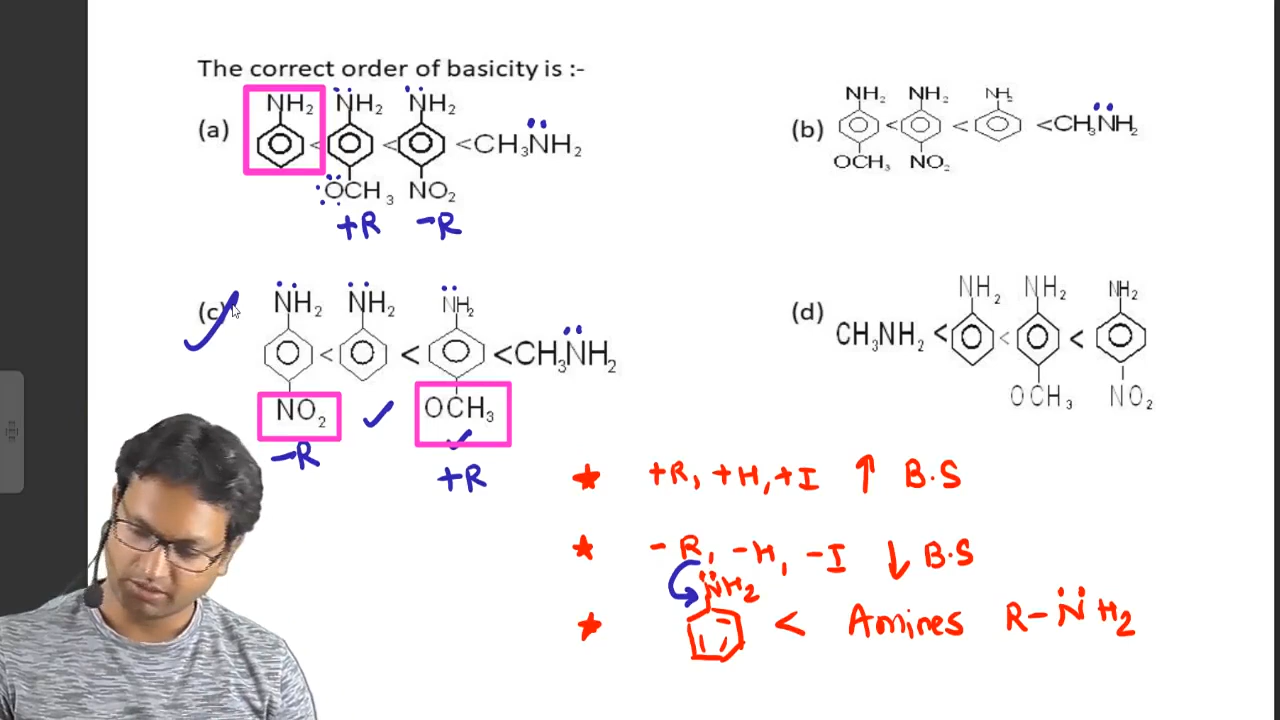 The correct order of basicity is :-
(a) NH2 < NH2 OCH3 < NH2 NO2 < CH3NH2
+R -R
(b) NH2 OCH3 < NH2 NO2 < NH2 < CH3NH2
(c) NH2 NO2 < NH2 < NH2 OCH3 < CH3NH2
-R +R
(d) CH3NH2 < NH2 < NH2 OCH3 < NH2 NO2
+R, +H, +I ↑ B.S
-R, -H, -I ↓ B.S
NH2 < Amines R-NH2